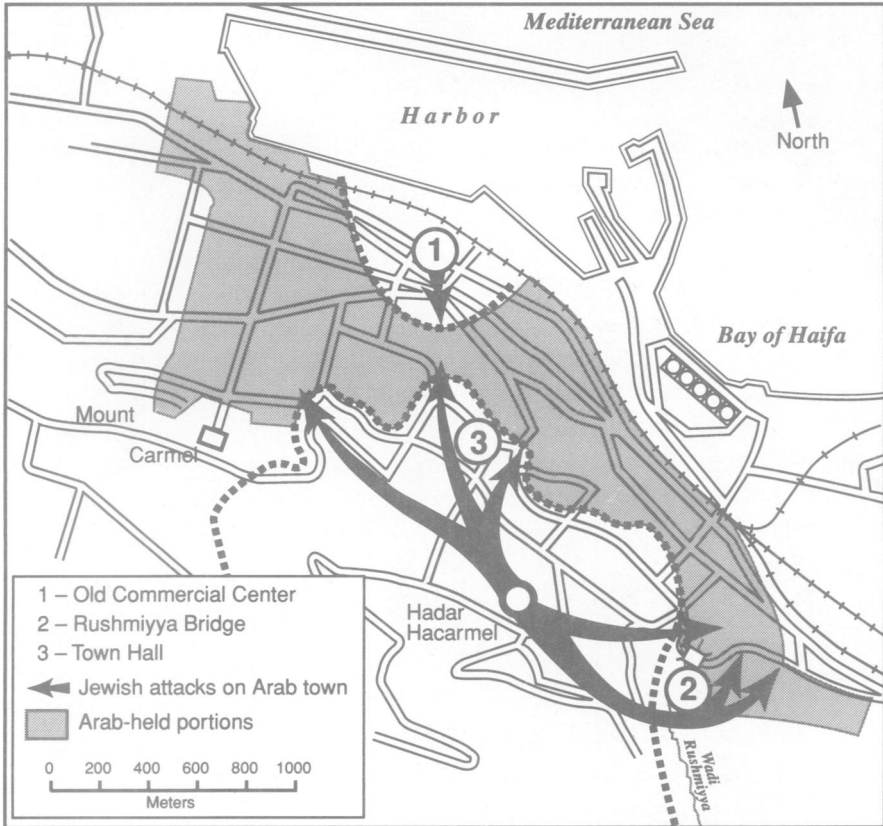 Mediterranean Sea
Harbor
North
1
Bay of Haifa
Mount
Carmel
3
Hadar
Hacarmel
2
Wadi
Rushmiyya
1 – Old Commercial Center
2 – Rushmiyya Bridge
3 – Town Hall
Jewish attacks on Arab town
Arab-held portions
0 200 400 600 800 1000
Meters